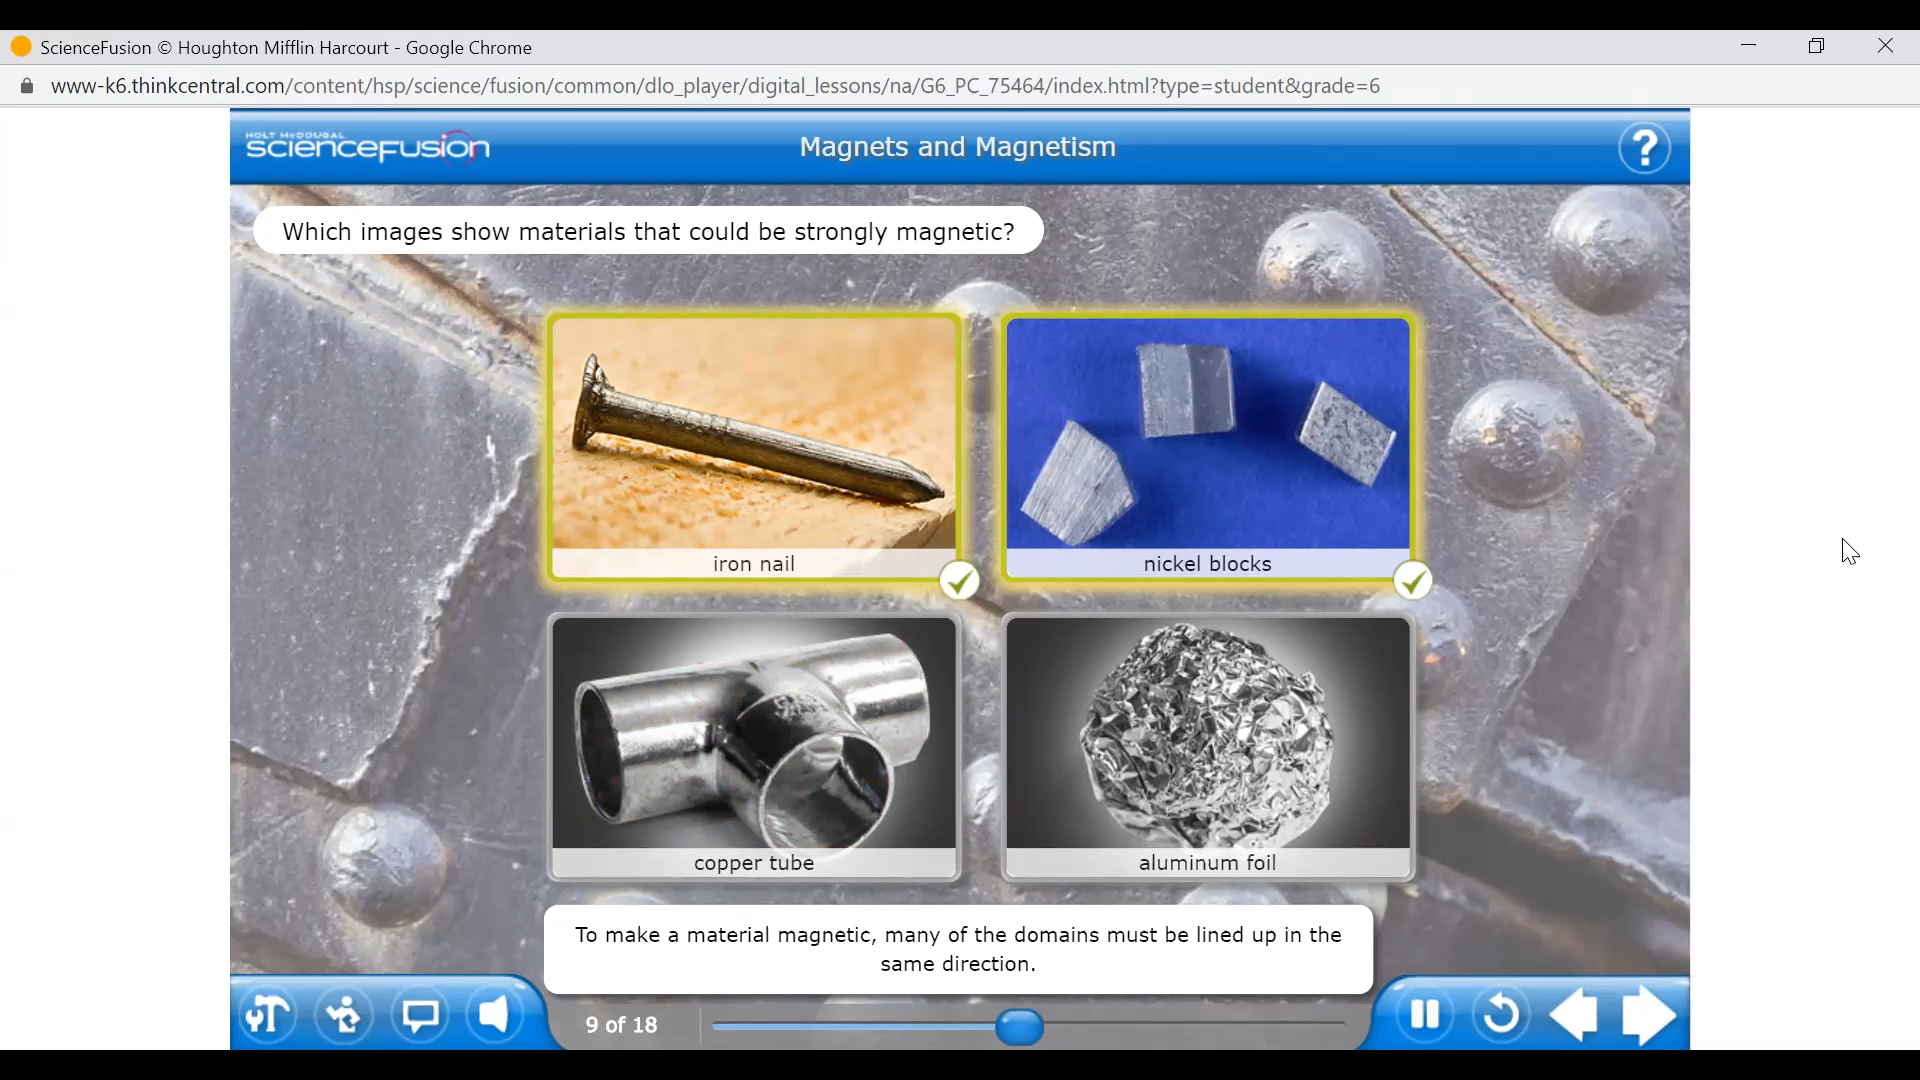 ScienceFusion © Houghton Mifflin Harcourt - Google Chrome
www-k6.thinkcentral.com/content/hsp/science/fusion/common/dlo_player/digital_lessons/na/G6_PC_75464/index.html?type=student&grade=6
HOLT McDOUGAL
scienceFusion
Magnets and Magnetism
?
Which images show materials that could be strongly magnetic?
iron nail
nickel blocks
copper tube
aluminum foil
To make a material magnetic, many of the domains must be lined up in the
same direction.
9 of 18